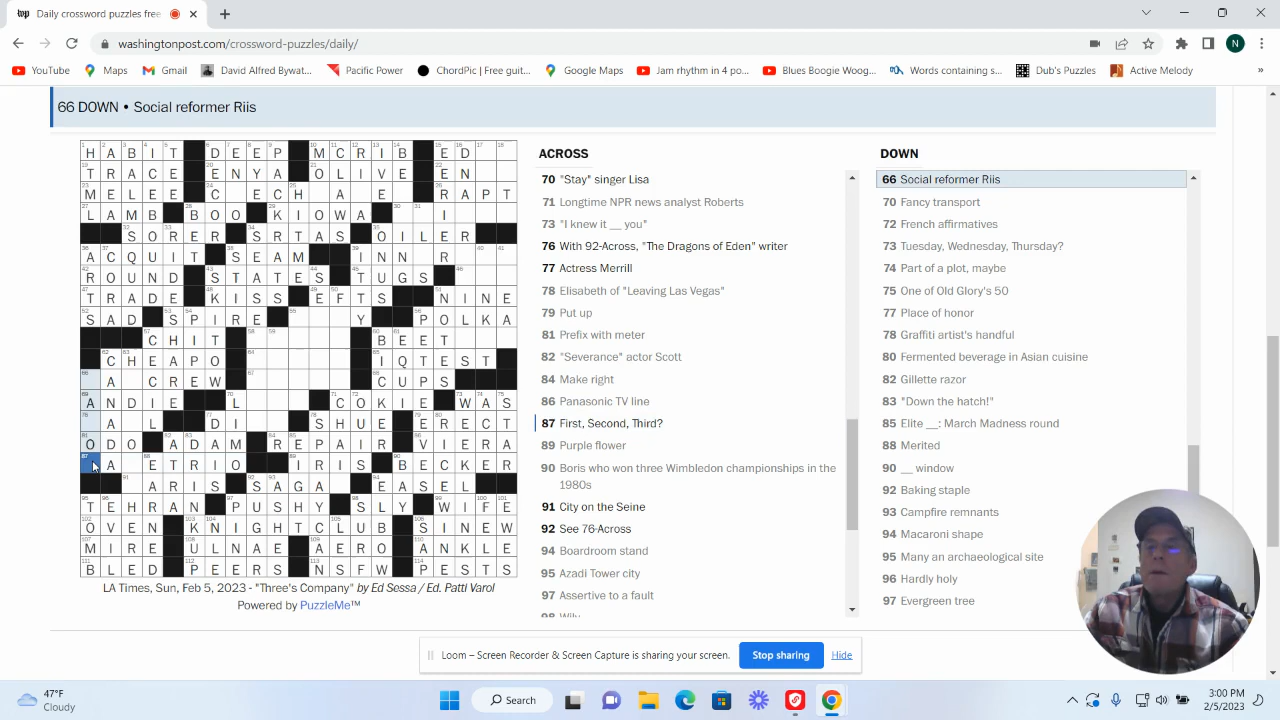 Daily crossword puzzles free
washingtonpost.com/crossword-puzzles/daily/
YouTube Maps Gmail David Alfred Bywat... Pacific Power ChordPic | Free guit... Google Maps Jam rhythm in 4 po... Blues Boogie Woog... Words containing s... Dub's Puzzles Active Melody »
66 DOWN • Social reformer Riis
H A B I T D E E P M C R I B E D
T R A C E E N Y A O L I V E E N
M E L E E C E C H A E R A P T
L A M B B O O K I O W A I
S O R E S R T A S O I L E R
A C Q U I T S E A M I N N R
R O U N D S T A T E S T U G S
T R A D E K I S S E F T S N I N E
S A D S P I R E Y P O L K A
C H I T B E E T
C H E A P O I Q T E S T
A C R E W C U P S
A N D I E L C O K I E W A S
A L D I S H U E E R E C T
O D O A D A M R E P A I R V I E R A
A E T R I O I R I S B E C K E R
A R I S S A G A E A S E L
T E H R A N P U S H Y S L Y W I F E
O V E N N I G H T C L U B S I N E W
M I R E U L N A E A E R O A N K L E
B L E D P E E P S N S F W P E S T S
LA Times, Sun, Feb 5, 2023 - "Three's Company" by Ed Sessa / Ed. Patti Varol
Powered by PuzzleMe™
ACROSS
70 "Stay" singer Lisa
71 Longtime NPR news analyst Roberts
73 "I knew it __ you"
76 With 92-Across, "The Dragons of Eden" writer
77 Actress Merrill
78 Elisabeth of "Leaving Las Vegas"
79 Put up
81 Prefix with meter
82 "Severance" actor Scott
84 Make right
86 Panasonic TV line
87 First, Second, Third?
89 Purple flower
90 Boris who won three Wimbledon championships in the
1980s
91 City on the Seine
92 See 76-Across
94 Boardroom stand
95 Azadi Tower city
97 Assertive to a fault
98 Wily
DOWN
66 Social reformer Riis
70 Fancy transport
72 French affirmatives
73 Tuesday, Wednesday, Thursday?
74 Part of a plot, maybe
75 One of Old Glory's 50
77 Place of honor
78 Graffiti artist's handful
80 Fermented beverage in Asian cuisine
82 Gillette razor
83 "Down the hatch!"
85 Elite __: March Madness round
88 Merited
90 __ window
92 Baking staple
93 Campfire remnants
94 Macaroni shape
95 Many an archaeological site
96 Hardly holy
97 Evergreen tree
Loom – Screen Recorder & Screen Capture is sharing your screen. Stop sharing Hide
47°F
Cloudy
Search
3:00 PM
2/5/2023